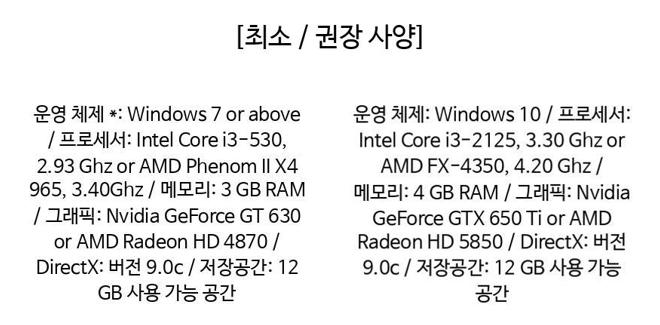 [최소 / 권장 사양]
운영 체제 *: Windows 7 or above
/ 프로세서: Intel Core i3-530,
2.93 Ghz or AMD Phenom II X4
965, 3.40Ghz / 메모리: 3 GB RAM
/ 그래픽: Nvidia GeForce GT 630
or AMD Radeon HD 4870 /
DirectX: 버전 9.0c / 저장공간: 12
GB 사용 가능 공간
운영 체제: Windows 10 / 프로세서:
Intel Core i3-2125, 3.30 Ghz or
AMD FX-4350, 4.20 Ghz /
메모리: 4 GB RAM / 그래픽: Nvidia
GeForce GTX 650 Ti or AMD
Radeon HD 5850 / DirectX: 버전
9.0c / 저장공간: 12 GB 사용 가능
공간